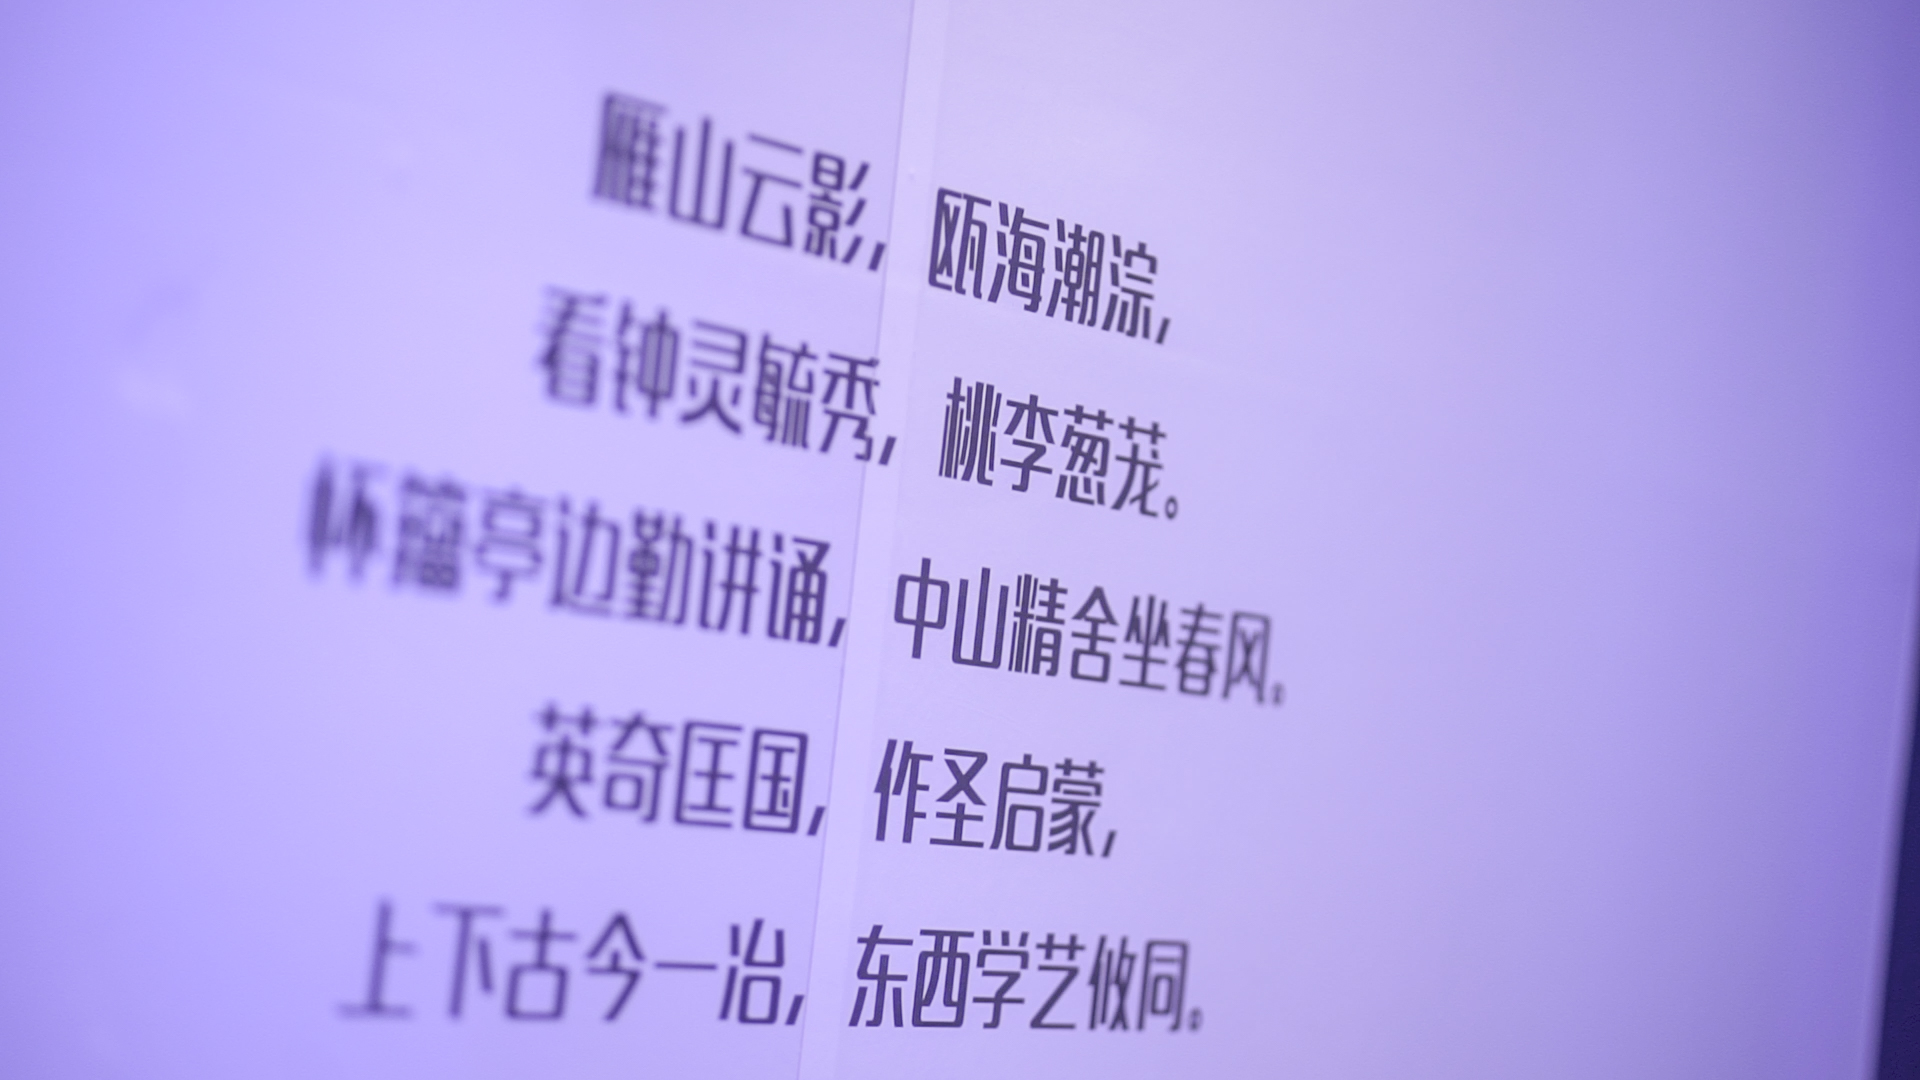 雁山云影, 瓯海潮淙,
看钟灵毓秀, 桃李葱茏。
怀籀亭边勤讲诵, 中山精舍坐春风。
英奇匡国, 作圣启蒙,
上下古今一冶, 东西学艺攸同。